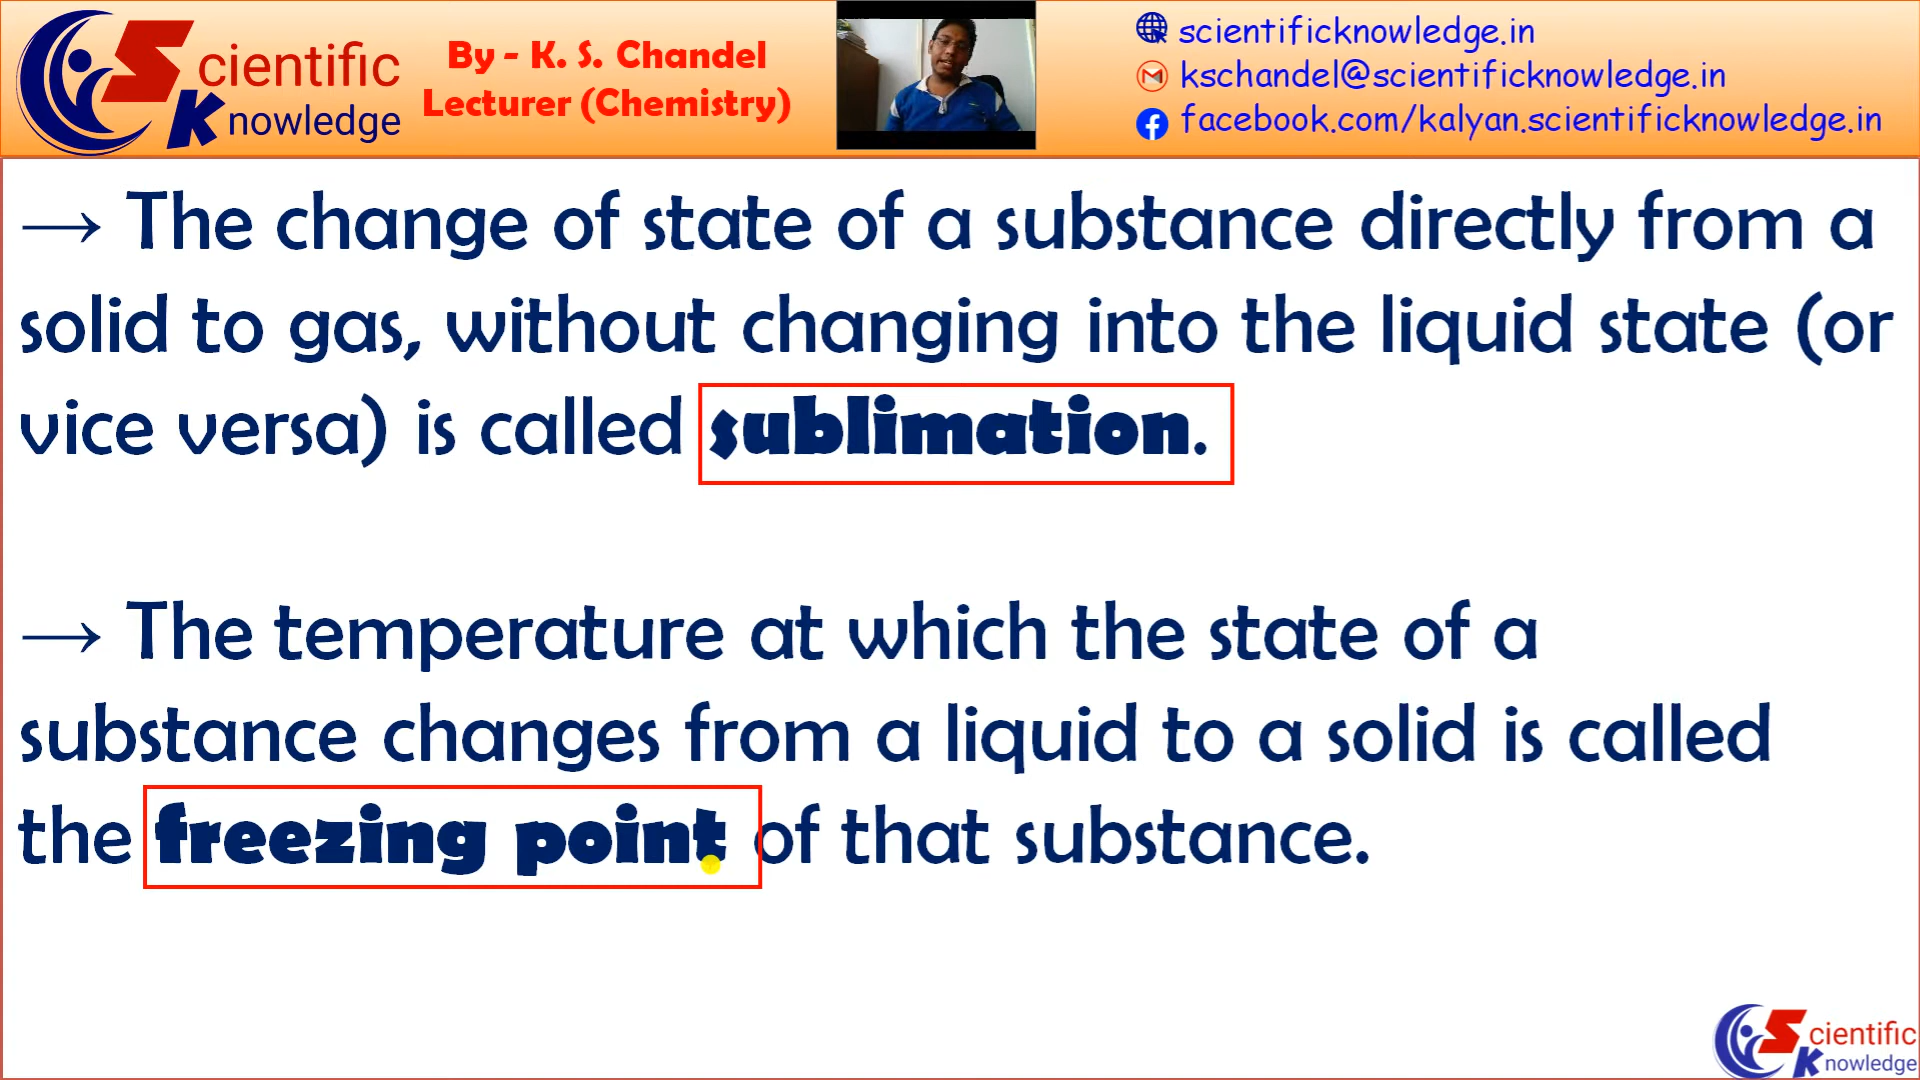 Scientific
Knowledge
By - K. S. Chandel
Lecturer (Chemistry)
scientificknowledge.in
kschandel@scientificknowledge.in
facebook.com/kalyan.scientificknowledge.in
→ The change of state of a substance directly from a
solid to gas, without changing into the liquid state (or
vice versa) is called sublimation.
→ The temperature at which the state of a
substance changes from a liquid to a solid is called
the freezing point of that substance.
Scientific
Knowledge